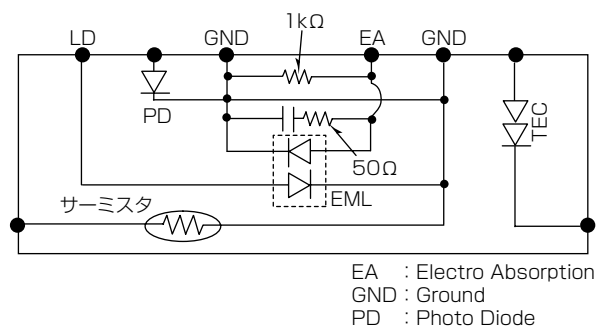 1kΩ
LD GND EA GND
PD
TEC
50Ω
EML
サーミスタ
EA : Electro Absorption
GND : Ground
PD : Photo Diode